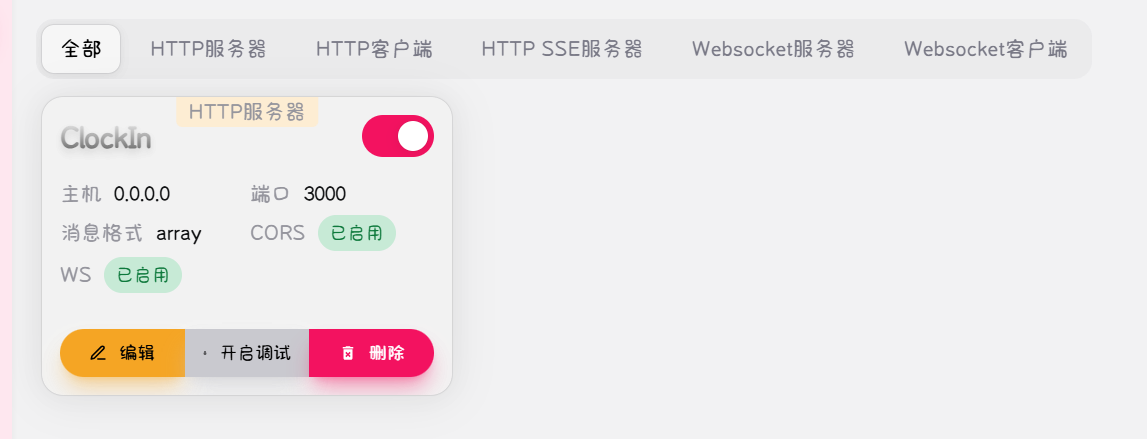 全部 HTTP服务器 HTTP客户端 HTTP SSE服务器 Websocket服务器 Websocket客户端
HTTP服务器
ClockIn
主机 0.0.0.0 端口 3000
消息格式 array CORS 已启用
WS 已启用
编辑 开启调试 删除